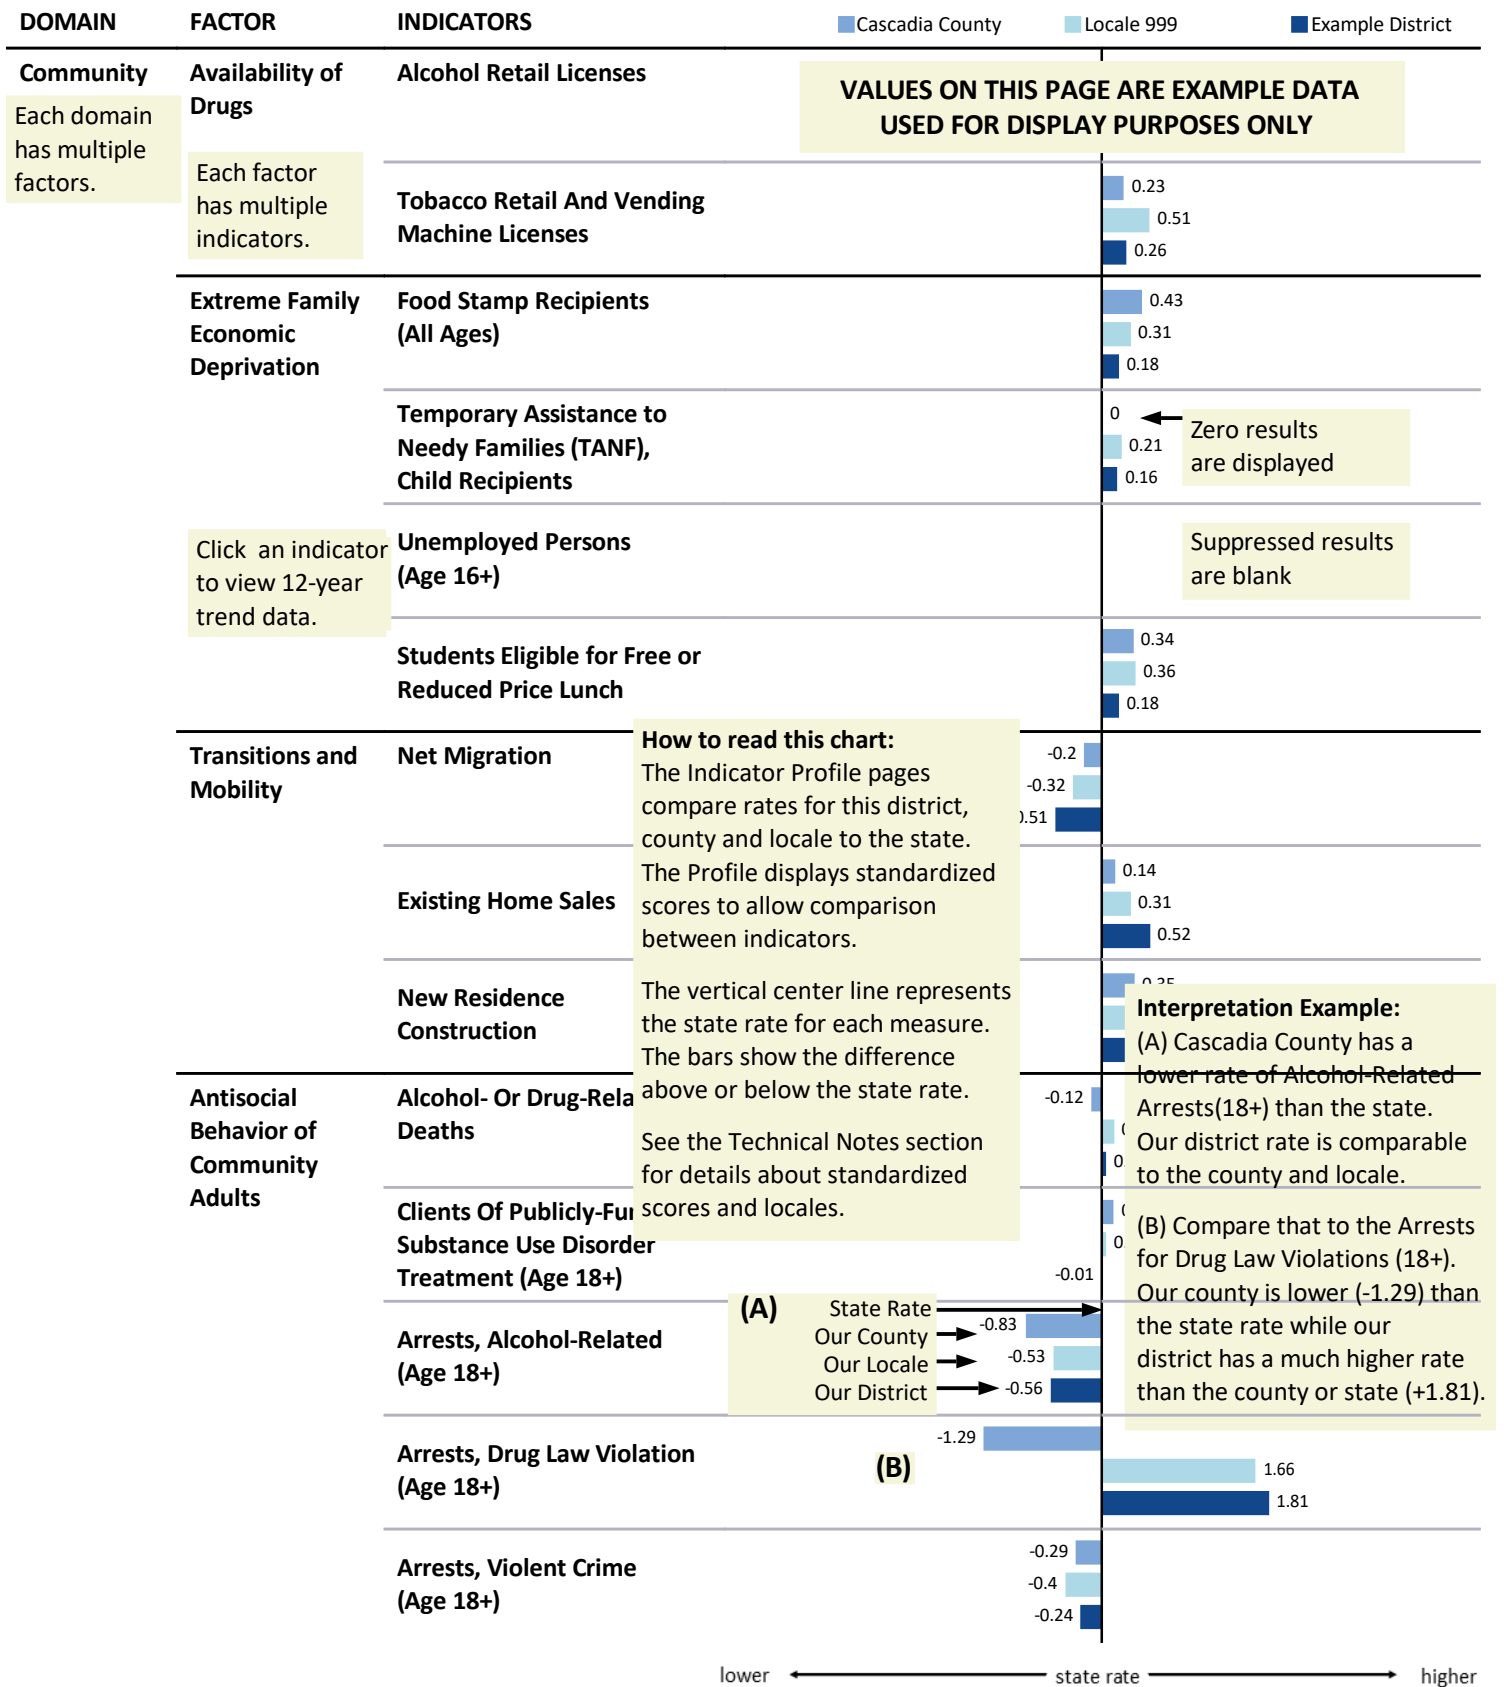 DOMAIN FACTOR INDICATORS Cascadia County Locale 999 Example District
Community
Each domain
has multiple
factors.
Availability of
Drugs
Each factor
has multiple
indicators.
Alcohol Retail Licenses
VALUES ON THIS PAGE ARE EXAMPLE DATA
USED FOR DISPLAY PURPOSES ONLY
Tobacco Retail And Vending
Machine Licenses
0.23
0.51
0.26
Extreme Family
Economic
Deprivation
Food Stamp Recipients
(All Ages)
0.43
0.31
0.18
Temporary Assistance to
Needy Families (TANF),
Child Recipients
0
0.21
0.16
Zero results
are displayed
Click an indicator
to view 12-year
trend data.
Unemployed Persons
(Age 16+)
Suppressed results
are blank
Students Eligible for Free or
Reduced Price Lunch
0.34
0.36
0.18
Transitions and
Mobility
Net Migration
-0.2
-0.32
.51
How to read this chart:
The Indicator Profile pages
compare rates for this district,
county and locale to the state.
The Profile displays standardized
scores to allow comparison
between indicators.
The vertical center line represents
the state rate for each measure.
The bars show the difference
above or below the state rate.
See the Technical Notes section
for details about standardized
scores and locales.
Existing Home Sales
0.14
0.31
0.52
New Residence
Construction
Interpretation Example:
(A) Cascadia County has a
lower rate of Alcohol-Related
Arrests(18+) than the state.
Our district rate is comparable
to the county and locale.
(B) Compare that to the Arrests
for Drug Law Violations (18+).
Our county is lower (-1.29) than
the state rate while our
district has a much higher rate
than the county or state (+1.81).
Antisocial
Behavior of
Community
Adults
Alcohol- Or Drug-Rela
Deaths
-0.12
0.
Clients Of Publicly-Fu
Substance Use Disorder
Treatment (Age 18+)
0.
-0.01
Arrests, Alcohol-Related
(Age 18+)
(A)
State Rate
Our County
Our Locale
Our District
-0.83
-0.53
-0.56
Arrests, Drug Law Violation
(Age 18+)
(B)
-1.29
1.66
1.81
Arrests, Violent Crime
(Age 18+)
-0.29
-0.4
-0.24
lower state rate higher